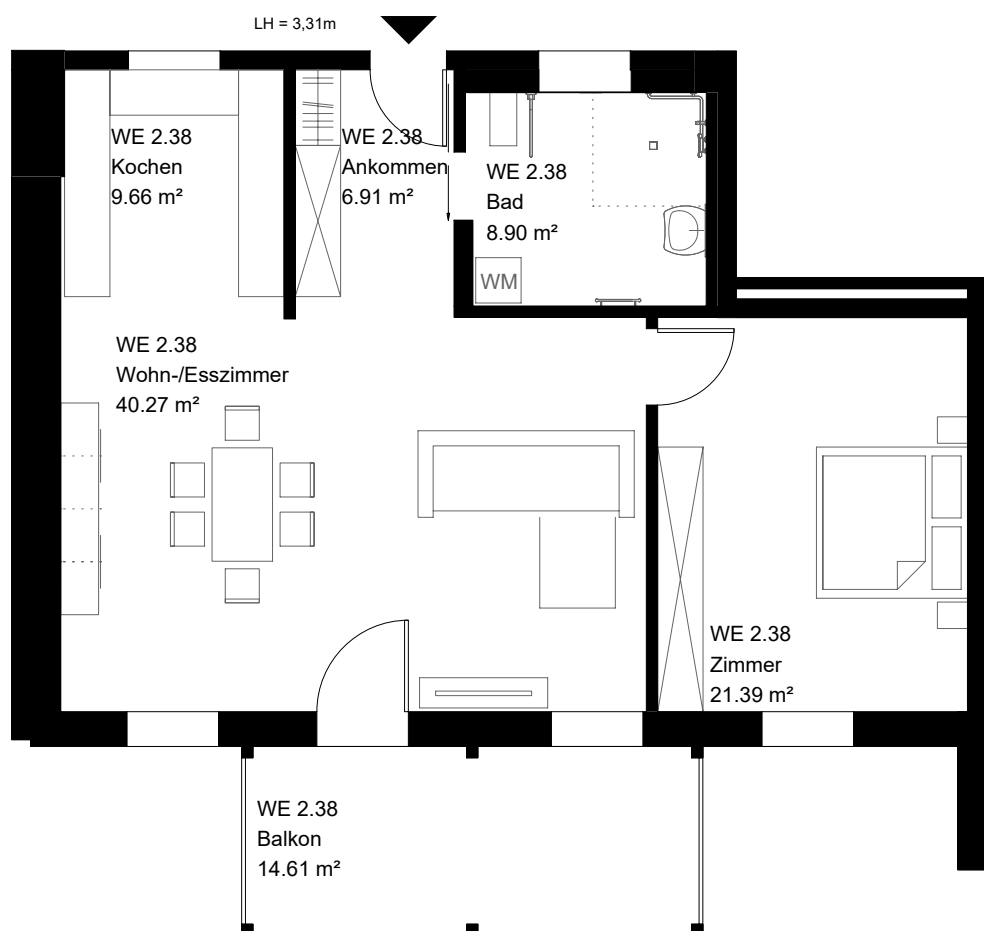 LH = 3,31m
WE 2.38
Kochen
9.66 m²
WE 2.38
Ankommen
6.91 m²
WE 2.38
Bad
8.90 m²
WM
WE 2.38
Wohn-/Esszimmer
40.27 m²
WE 2.38
Zimmer
21.39 m²
WE 2.38
Balkon
14.61 m²